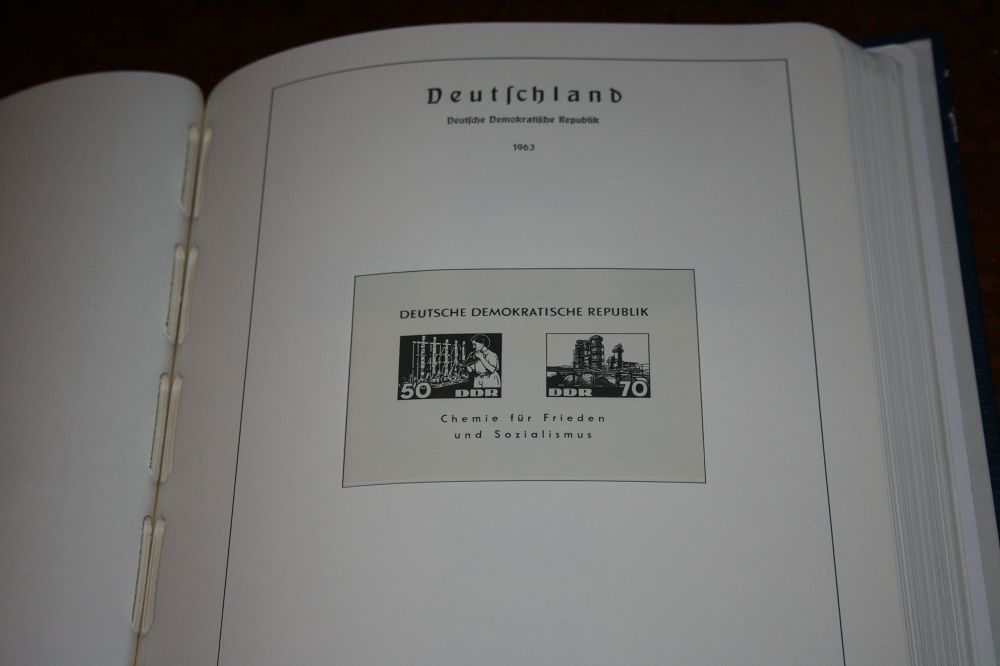 Deutſchland
Deutſche Demokratiſche Republik
1963
DEUTSCHE DEMOKRATISCHE REPUBLIK
50 DDR
DDR 70
Chemie für Frieden
und Sozialismus